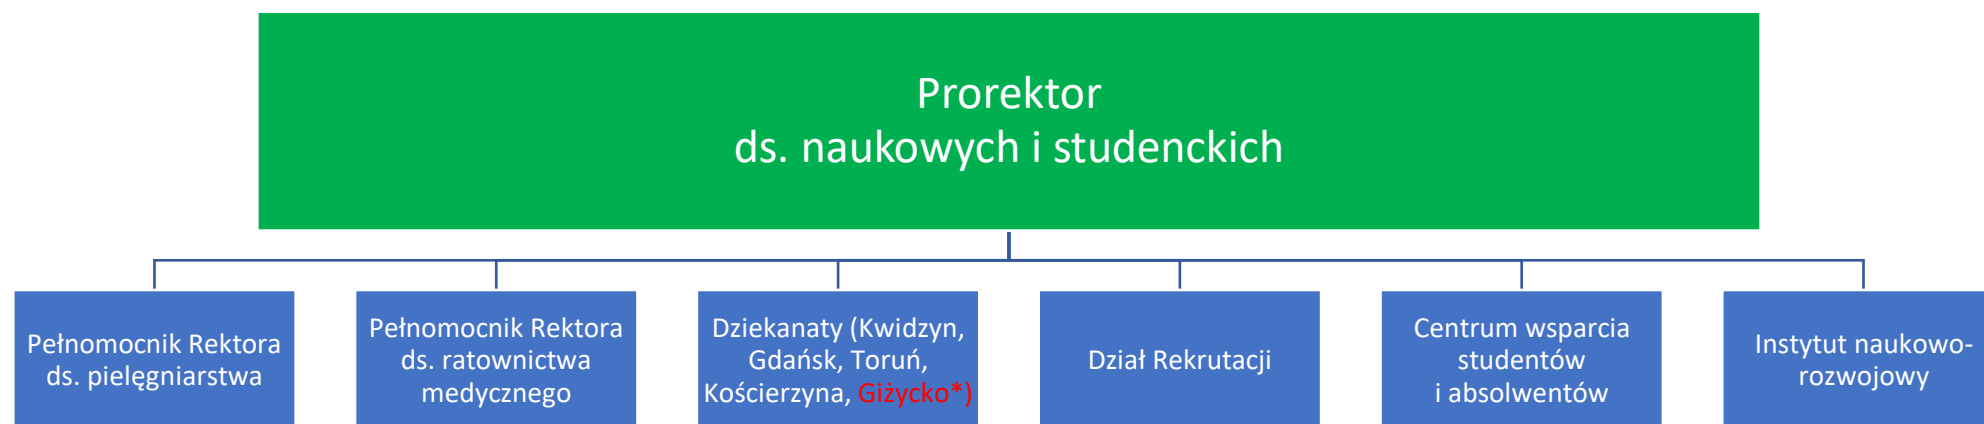 Prorektor
ds. naukowych i studenckich
Pełnomocnik Rektora
ds. pielęgniarstwa
Pełnomocnik Rektora
ds. ratownictwa
medycznego
Dziekanaty (Kwidzyn,
Gdańsk, Toruń,
Kościerzyna, Giżycko*)
Dział Rekrutacji
Centrum wsparcia
studentów
i absolwentów
Instytut naukowo-
rozwojowy